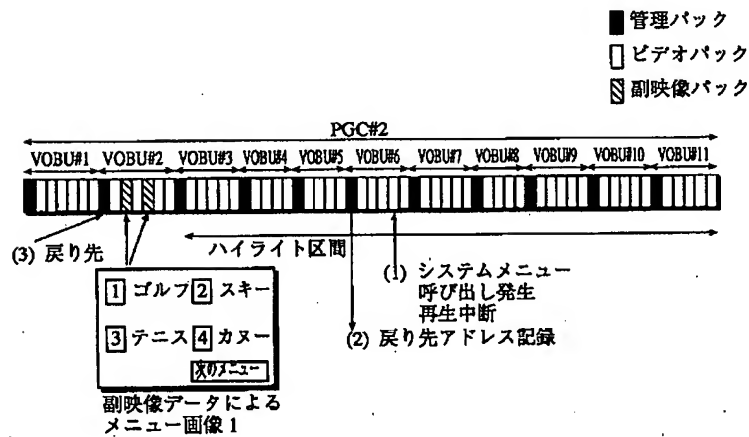 管理パック
ビデオパック
副映像パック
PGC#2
VOBU#1 VOBU#2 VOBU#3 VOBU#4 VOBU#5 VOBU#6 VOBU#7 VOBU#8 VOBU#9 VOBU#10 VOBU#11
(3) 戻り先
ハイライト区間
(1) システムメニュー
呼び出し発生
再生中断
(2) 戻り先アドレス記録
1 ゴルフ 2 スキー
3 テニス 4 カヌー
次のメニュー
副映像データによる
メニュー画像1